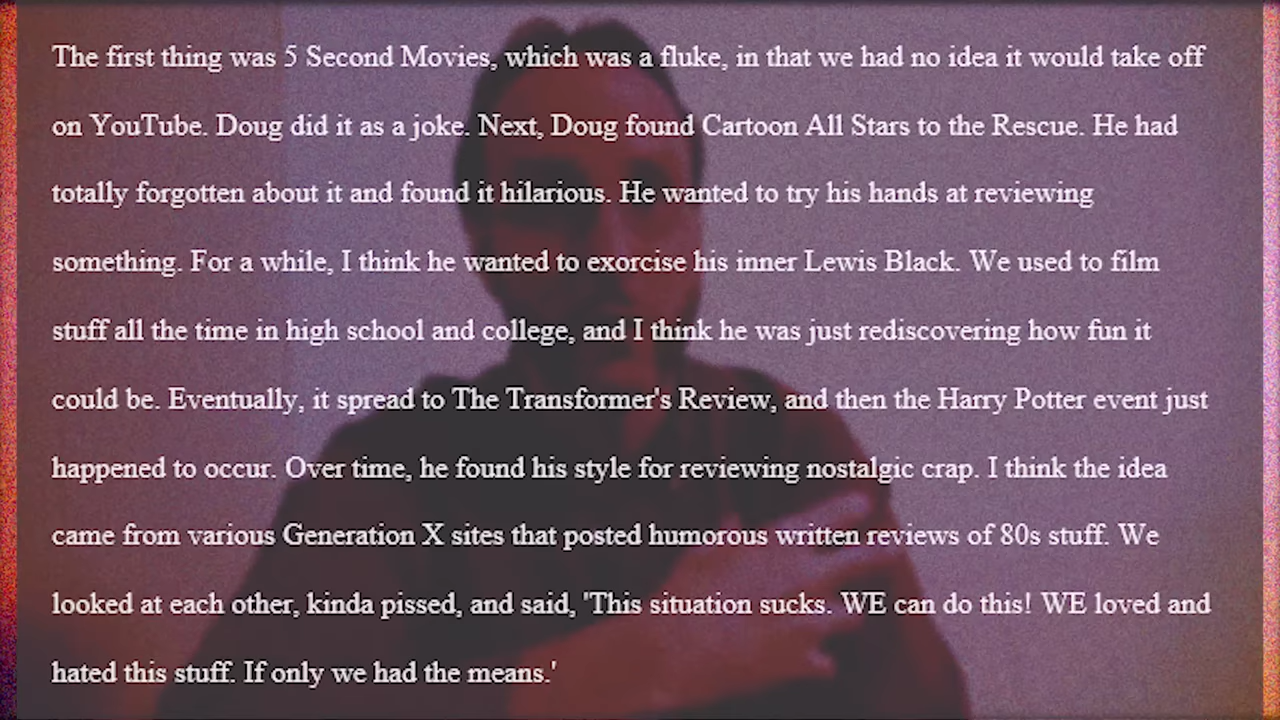 The first thing was 5 Second Movies, which was a fluke, in that we had no idea it would take off
on YouTube. Doug did it as a joke. Next, Doug found Cartoon All Stars to the Rescue. He had
totally forgotten about it and found it hilarious. He wanted to try his hands at reviewing
something. For a while, I think he wanted to exorcise his inner Lewis Black. We used to film
stuff all the time in high school and college, and I think he was just rediscovering how fun it
could be. Eventually, it spread to The Transformer's Review, and then the Harry Potter event just
happened to occur. Over time, he found his style for reviewing nostalgic crap. I think the idea
came from various Generation X sites that posted humorous written reviews of 80s stuff. We
looked at each other, kinda pissed, and said, 'This situation sucks. WE can do this! WE loved and
hated this stuff. If only we had the means.'